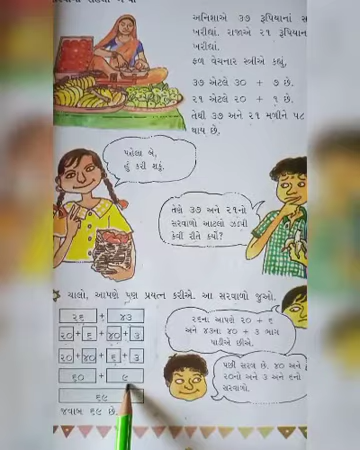 અનિશાએ ૩૭ રૂપિયાનાં
ખરીદ્યાં. રાજાએ ૨૧ રૂપિયાન
ખરીદ્યાં.
ફળ વેચનાર સ્ત્રીએ કહ્યું,
૩૭ એટલે ૩૦ + ૭ છે.
૨૧ એટલે ૨૦ + ૧ છે.
તેથી ૩૭ અને ૨૧ મળીને ૫૮
થાય છે.
પહેલાં બે,
હું કરી શકું.
તેણે ૩૭ અને ૨૧નો
સરવાળો આટલો ઝડપી
કેવી રીતે કર્યો?
ચાલો, આપણે પણ પ્રયત્ન કરીએ. આ સરવાળો જુઓ.
૨૬ + ૪૩
૨૦ + ૬ + ૪૦ + ૩
૨૦ + ૪૦ + ૬ + ૩
૬૦ + ૯
૬૯
જવાબ ૬૯ છે.
૨૬ના આપણે ૨૦ + ૬
અને ૪૩ના ૪૦ + ૩ ભાગ
પાડીએ છીએ.
પછી સરળ છે. ૪૦ અને
૨૦નો અને ૩ અને ૬નો
સરવાળો.